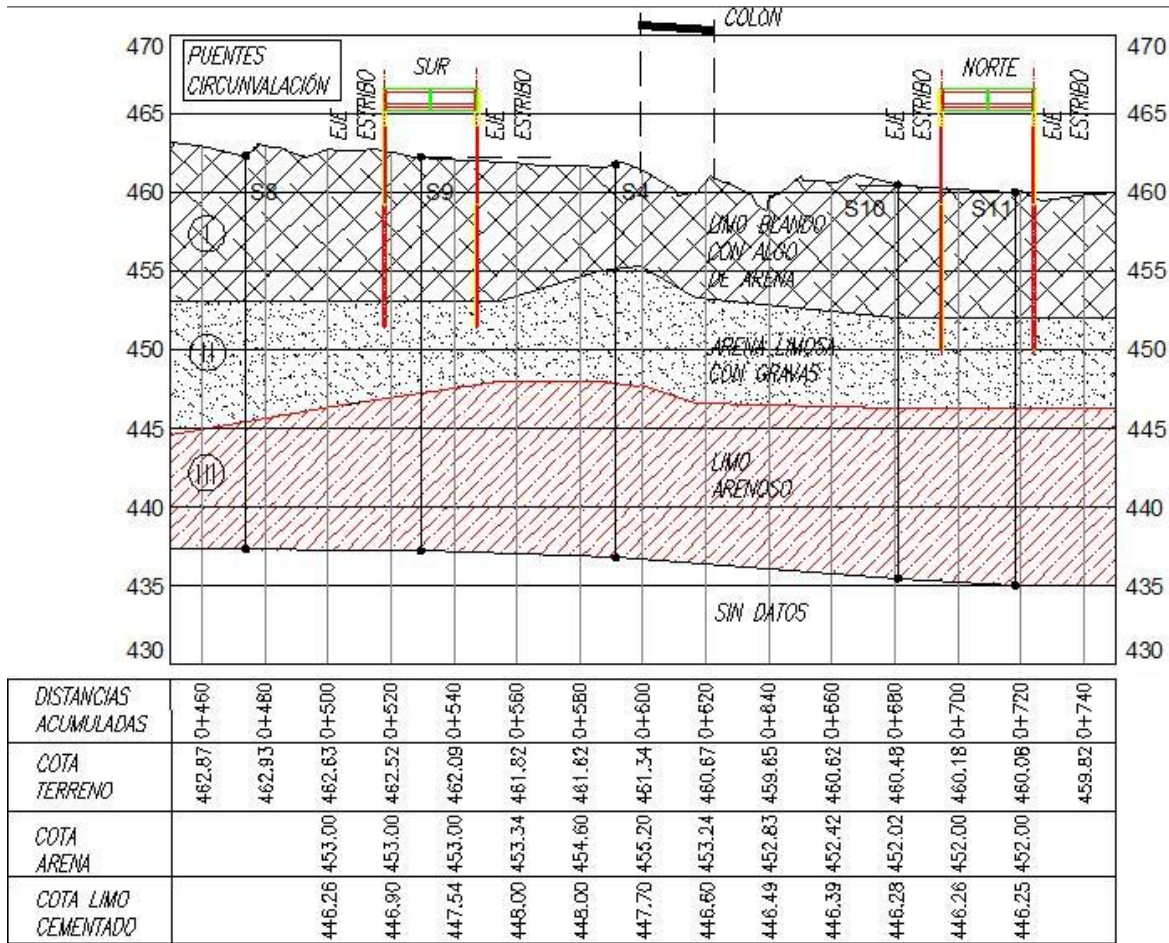 COLÓN
470
470
PUENTES
CIRCUNVALACIÓN
SUR
NORTE
EJE
ESTRIBO
EJE
ESTRIBO
EJE
ESTRIBO
EJE
ESTRIBO
465
465
460
460
S8
S9
S4
S10
S11
I
LIMO BLANDO
CON ALGO
DE ARENA
455
455
II
450
450
ARENA LIMOSA
CON GRAVAS
445
445
III
LIMO
ARENOSO
440
440
435
435
SIN DATOS
430
430
DISTANCIAS
ACUMULADAS
0+460 0+480 0+500 0+520 0+540 0+560 0+580 0+600 0+620 0+640 0+660 0+680 0+700 0+720 0+740
COTA
TERRENO
462.87 462.93 462.63 462.52 462.09 461.82 461.62 461.34 460.67 459.65 460.62 460.48 460.18 460.06 459.82
COTA
ARENA
453.00 453.00 453.00 453.34 454.60 455.20 453.24 452.83 452.42 452.02 452.00 452.00
COTA LIMO
CEMENTADO
446.26 446.90 447.54 448.00 448.00 447.70 446.60 446.49 446.39 446.28 446.26 446.25